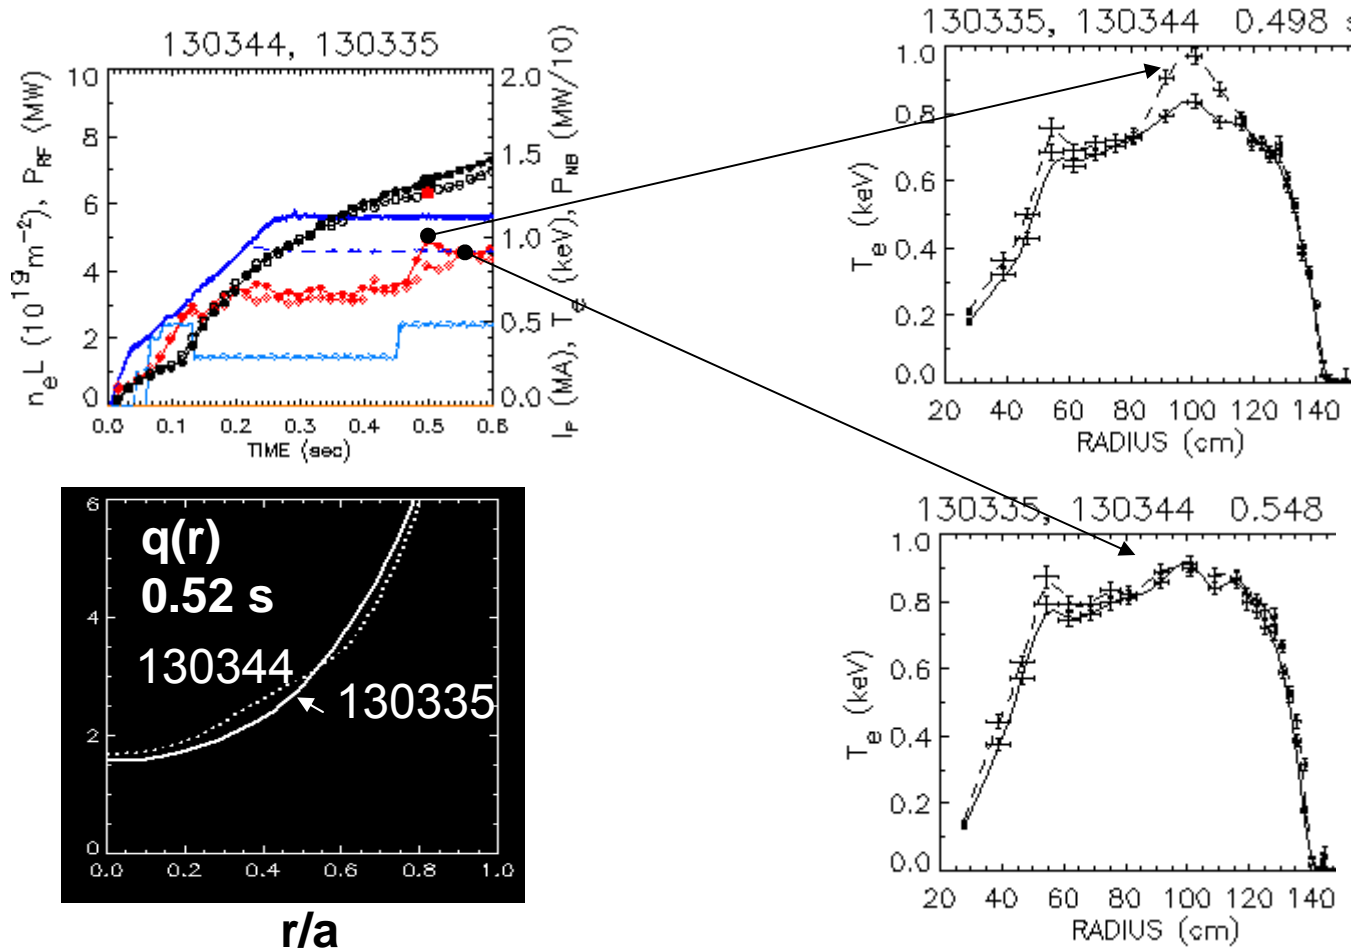 130344, 130335
n_e L (10^19 m^-2), P_RF (MW)
10
8
6
4
2
0
2.0
1.5
1.0
0.5
0.0
I_P (MA), T_e (keV), P_NB (MW/10)
0.0 0.1 0.2 0.3 0.4 0.5 0.6
TIME (sec)
130335, 130344 0.498 s
T_e (keV)
1.0
0.8
0.6
0.4
0.2
0.0
20 40 60 80 100 120 140
RADIUS (cm)
q(r)
0.52 s
130344
130335
6
4
2
0
0.0 0.2 0.4 0.6 0.8 1.0
r/a
130335, 130344 0.548
T_e (keV)
1.0
0.8
0.6
0.4
0.2
0.0
20 40 60 80 100 120 140
RADIUS (cm)